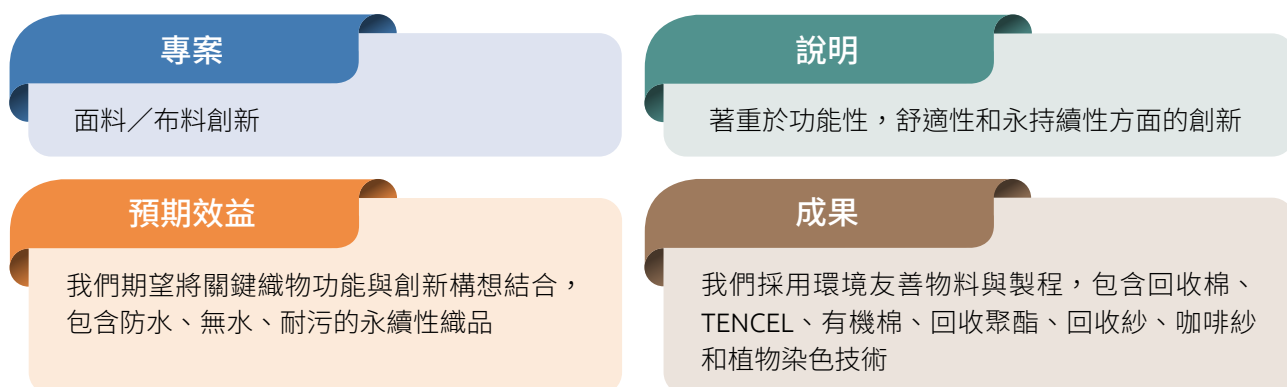 專案
面料／布料創新
說明
著重於功能性，舒適性和永持續性方面的創新
預期效益
我們期望將關鍵織物功能與創新構想結合，
包含防水、無水、耐污的永續性織品
成果
我們採用環境友善物料與製程，包含回收棉、
TENCEL、有機棉、回收聚酯、回收紗、咖啡紗
和植物染色技術